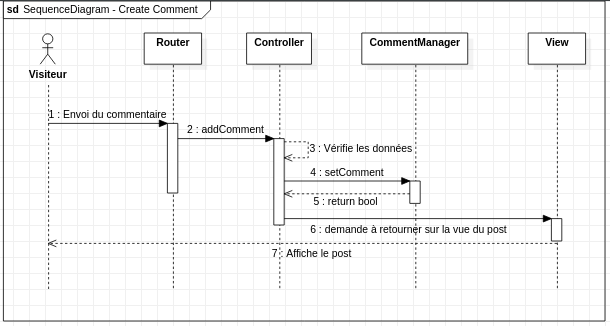 sd SequenceDiagram - Create Comment
Router
Controller
CommentManager
View
Visiteur
1 : Envoi du commentaire
2 : addComment
3 : Vérifie les données
4 : setComment
5 : return bool
6 : demande à retourner sur la vue du post
7 : Affiche le post